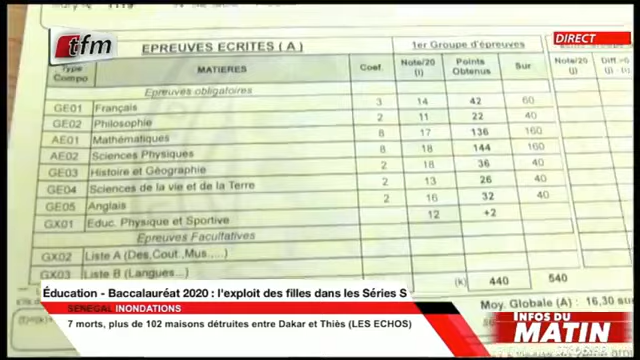 1119
tfm
DIRECT
EPREUVES ECRITES ( A )
1er Groupe d'épreuves
Type Compo MATIERES Coef. Note/20 (i) Points Obtenus Sur Note/20 (j) Diff.
Epreuves obligatoires
GE01 Français 3 14 42 60
GE02 Philosophie 2 11 22 40
AE01 Mathématiques 8 17 136 160
AE02 Sciences Physiques 8 18 144 160
GE03 Histoire et Géographie 2 18 36 40
GE04 Sciences de la vie et de la Terre 2 13 26 40
GE05 Anglais 2 16 32 40
GX01 Educ. Physique et Sportive 12 +2
Epreuves Facultatives
GX02 Liste A (Des,Cout.,Mus.,...)
GX03 Liste B (Langues...)
(k) 440 540
Moy. Globale (A) : 16,30 su
Éducation - Baccalauréat 2020 : l'exploit des filles dans les Séries S
SENEGAL INONDATIONS
7 morts, plus de 102 maisons détruites entre Dakar et Thiès (LES ECHOS)
INFOS DU
MATIN